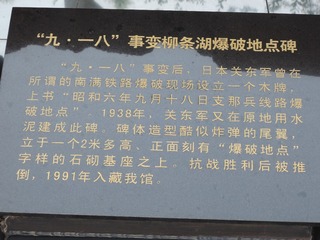 “九·一八”事变柳条湖爆破地点碑
“九·一八”事变后，日本关东军曾在
所谓的南满铁路爆破现场设立一个木牌，
上书“昭和六年九月十八日支那兵线路爆
破地点”。1938年，关东军又在原地用水
泥建成此碑。碑体造型酷似炸弹的尾翼，
立于一个2米多高、正面刻有“爆破地点”
字样的石砌基座之上。抗战胜利后被推
倒，1991年入藏我馆。